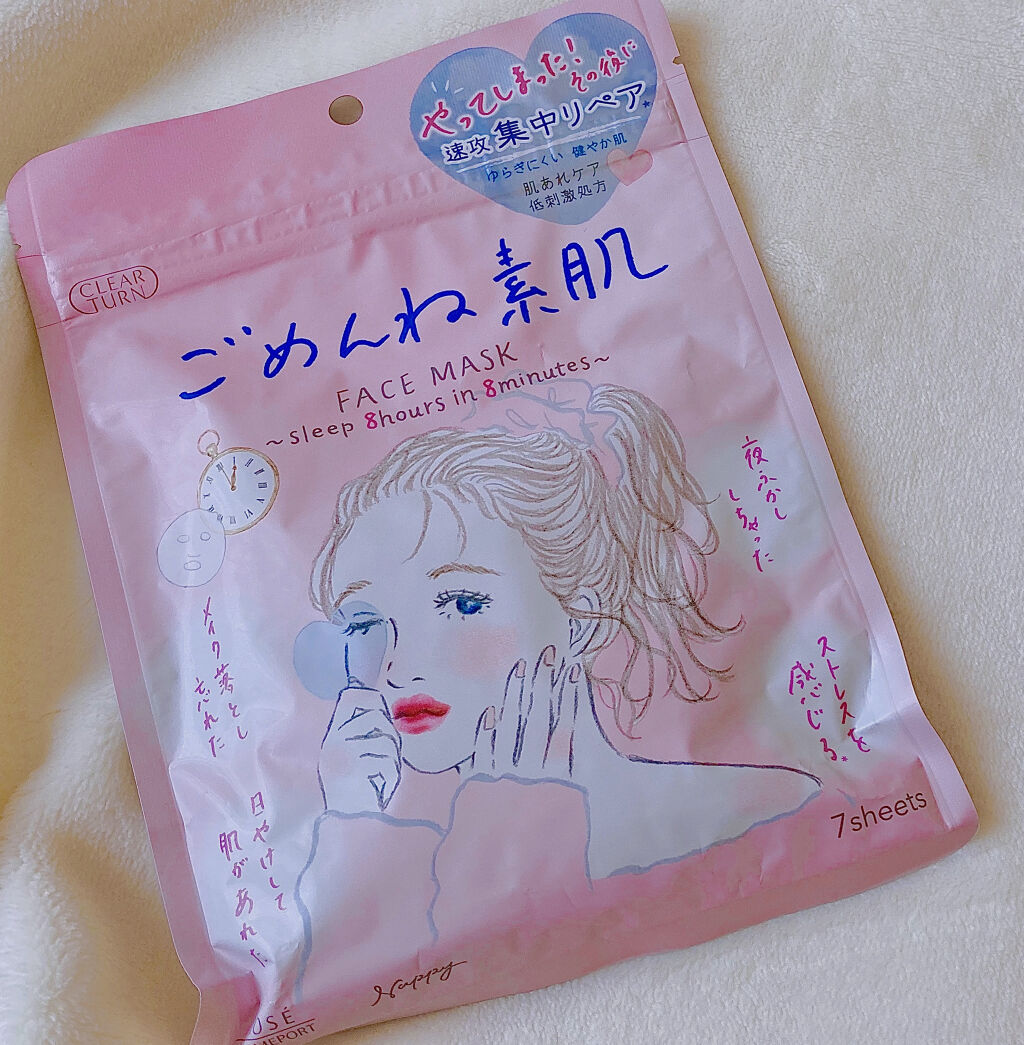 やってしまった!
その夜に
速攻 集中リペア*
ゆらぎにくい 健やか肌
肌あれケア
低刺激処方
CLEAR
TURN
ごめんね素肌
FACE MASK
~sleep 8hours in 8minutes~
夜ふかし
しちゃった
メイク落とし
忘れた
ストレスを
感じる*
日やけして
肌があれた
7sheets
Nappy